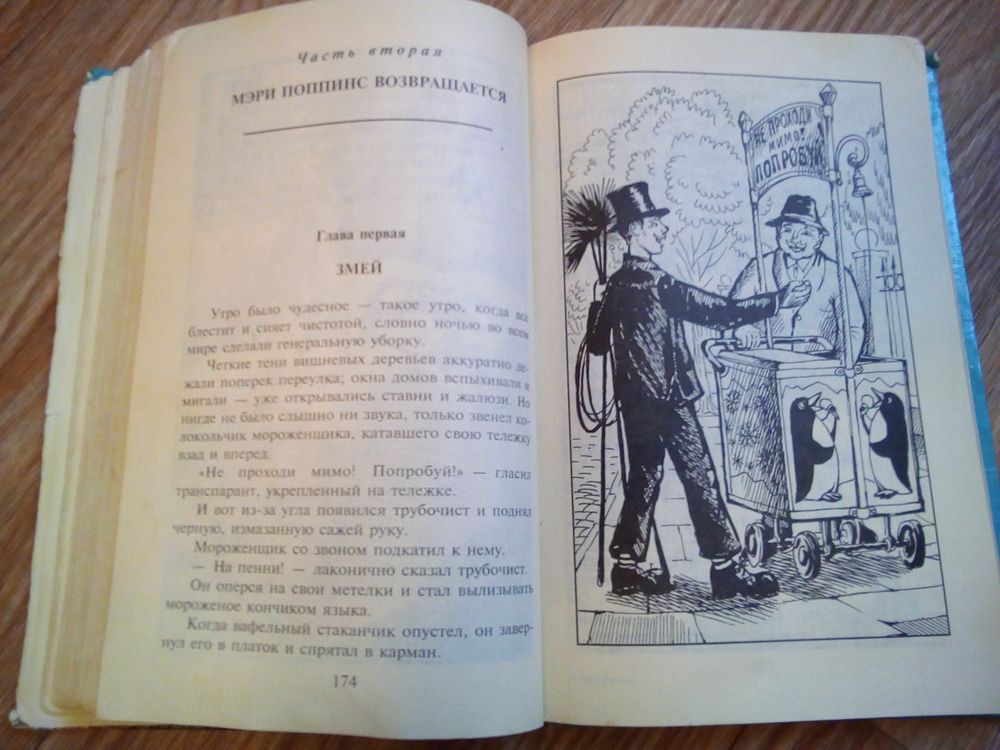 Часть вторая
МЭРИ ПОППИНС ВОЗВРАЩАЕТСЯ
Глава первая
ЗМЕЙ
Утро было чудесное — такое утро, когда все
блестит и сияет чистотой, словно ночью во всем
мире сделали генеральную уборку.
Четкие тени вишневых деревьев аккуратно ле-
жали поперек переулка; окна домов вспыхивали и
мигали — уже открывались ставни и жалюзи. Но
нигде не было слышно ни звука, только звенел ко-
локольчик мороженщика, катавшего свою тележку
взад и вперед.
«Не проходи мимо! Попробуй!» — гласил
транспарант, укрепленный на тележке.
И вот из-за угла появился трубочист и поднял
черную, измазанную сажей руку.
Мороженщик со звоном подкатил к нему.
— На пенни! — лаконично сказал трубочист.
Он оперся на свои метелки и стал вылизывать
мороженое кончиком языка.
Когда вафельный стаканчик опустел, он завер-
нул его в платок и спрятал в карман.
174
НЕ ПРОХОДИ
МИМО!
ПОПРОБУЙ